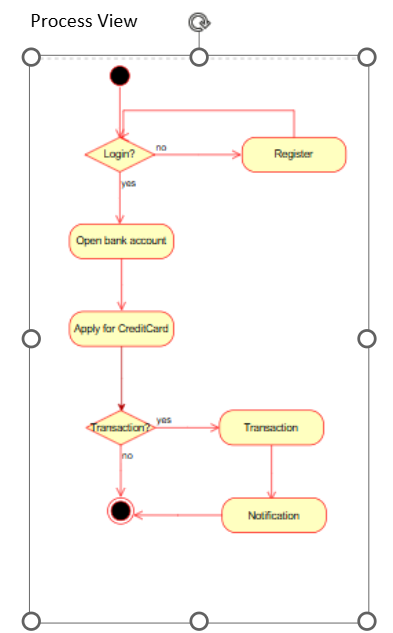 Process View
Login?
no
Register
yes
Open bank account
Apply for CreditCard
Transaction?
yes
Transaction
no
Notification